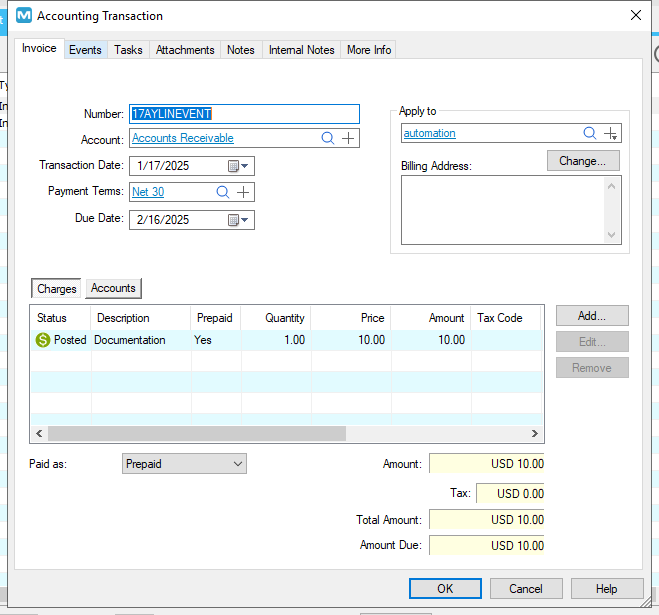 Accounting Transaction
Invoice Events Tasks Attachments Notes Internal Notes More Info
Number: 17AYLINEVENT
Account: Accounts Receivable
Transaction Date: 1/17/2025
Payment Terms: Net 30
Due Date: 2/16/2025
Apply to
automation
Billing Address: Change...
Charges Accounts
Status Description Prepaid Quantity Price Amount Tax Code
Posted Documentation Yes 1.00 10.00 10.00
Add...
Edit...
Remove
Paid as: Prepaid
Amount: USD 10.00
Tax: USD 0.00
Total Amount: USD 10.00
Amount Due: USD 10.00
OK Cancel Help